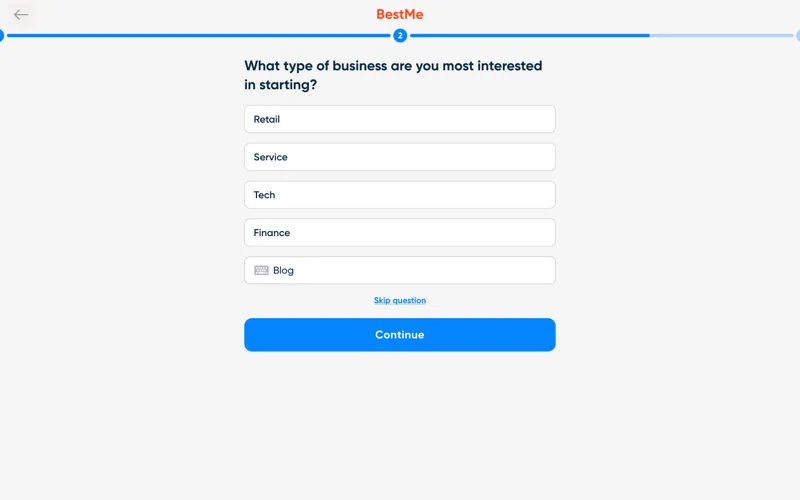 BestMe
2
What type of business are you most interested
in starting?
Retail
Service
Tech
Finance
Blog
Skip question
Continue